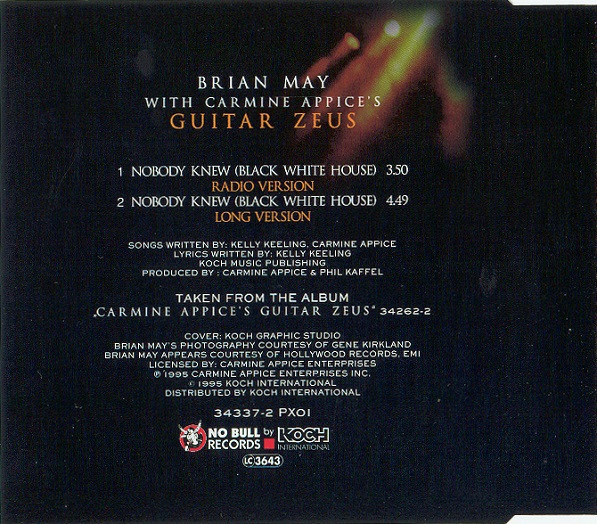 BRIAN MAY
WITH CARMINE APPICE'S
GUITAR ZEUS
1 NOBODY KNEW (BLACK WHITE HOUSE) 3.50
RADIO VERSION
2 NOBODY KNEW (BLACK WHITE HOUSE) 4.49
LONG VERSION
SONGS WRITTEN BY: KELLY KEELING, CARMINE APPICE
LYRICS WRITTEN BY: KELLY KEELING
KOCH MUSIC PUBLISHING
PRODUCED BY : CARMINE APPICE & PHIL KAFFEL
TAKEN FROM THE ALBUM
„CARMINE APPICE'S GUITAR ZEUS" 34262-2
COVER: KOCH GRAPHIC STUDIO
BRIAN MAY'S PHOTOGRAPHY COURTESY OF GENE KIRKLAND
BRIAN MAY APPEARS COURTESY OF HOLLYWOOD RECORDS, EMI
LICENSED BY: CARMINE APPICE ENTERPRISES
℗ 1995 CARMINE APPICE ENTERPRISES INC.
© 1995 KOCH INTERNATIONAL
DISTRIBUTED BY KOCH INTERNATIONAL
34337-2 PX01
NO BULL RECORDS by KOCH INTERNATIONAL
LC 3643